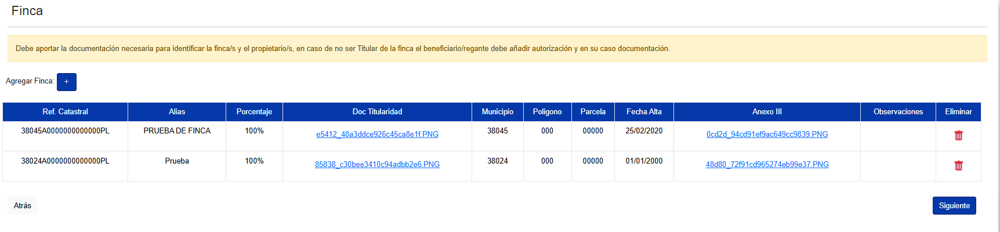 Finca
Debe aportar la documentación necesaria para identificar la finca/s y el propietario/s, en caso de no ser Titular de la finca el beneficiario/regante debe añadir autorización y en su caso documentación.
Agregar Finca: +
Ref. Catastral Alias Porcentaje Doc Titularidad Municipio Poligono Parcela Fecha Alta Anexo III Observaciones Eliminar
38045A0000000000000PL PRUEBA DE FINCA 100% e5412_48a3ddce926c45ca8e1f.PNG 38045 000 00000 25/02/2020 0cd2d_94cd91ef9ac649cc9839.PNG
38024A0000000000000PL Prueba 100% 85838_c30bee3410c94adbb2e6.PNG 38024 000 00000 01/01/2000 48d80_72f91cd965274eb99e37.PNG
Atrás Siguiente